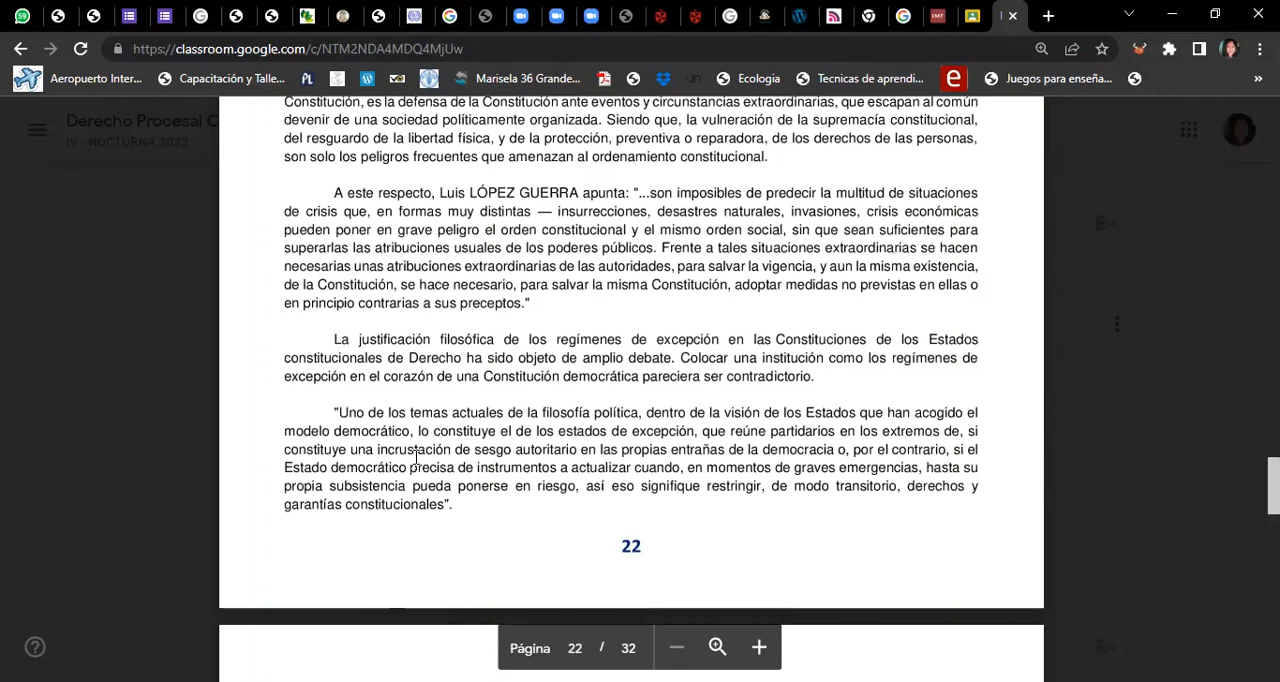 https://classroom.google.com/c/NTM2NDA4MDQ4MjUw
Aeropuerto Inter...
Capacitación y Talle...
Marisela 36 Grande...
Ecologia
Tecnicas de aprendi...
Juegos para enseña...
»
Derecho Procesal C
IV - NOCTURNA 2022
Constitución, es la defensa de la Constitución ante eventos y circunstancias extraordinarias, que escapan al común
devenir de una sociedad políticamente organizada. Siendo que, la vulneración de la supremacía constitucional,
del resguardo de la libertad física, y de la protección, preventiva o reparadora, de los derechos de las personas,
son solo los peligros frecuentes que amenazan al ordenamiento constitucional.
A este respecto, Luis LÓPEZ GUERRA apunta: "...son imposibles de predecir la multitud de situaciones
de crisis que, en formas muy distintas — insurrecciones, desastres naturales, invasiones, crisis económicas
pueden poner en grave peligro el orden constitucional y el mismo orden social, sin que sean suficientes para
superarlas las atribuciones usuales de los poderes públicos. Frente a tales situaciones extraordinarias se hacen
necesarias unas atribuciones extraordinarias de las autoridades, para salvar la vigencia, y aun la misma existencia,
de la Constitución, se hace necesario, para salvar la misma Constitución, adoptar medidas no previstas en ellas o
en principio contrarias a sus preceptos."
La justificación filosófica de los regímenes de excepción en las Constituciones de los Estados
constitucionales de Derecho ha sido objeto de amplio debate. Colocar una institución como los regímenes de
excepción en el corazón de una Constitución democrática pareciera ser contradictorio.
"Uno de los temas actuales de la filosofía política, dentro de la visión de los Estados que han acogido el
modelo democrático, lo constituye el de los estados de excepción, que reúne partidarios en los extremos de, si
constituye una incrustación de sesgo autoritario en las propias entrañas de la democracia o, por el contrario, si el
Estado democrático precisa de instrumentos a actualizar cuando, en momentos de graves emergencias, hasta su
propia subsistencia pueda ponerse en riesgo, así eso signifique restringir, de modo transitorio, derechos y
garantías constitucionales".
22
Página 22 / 32